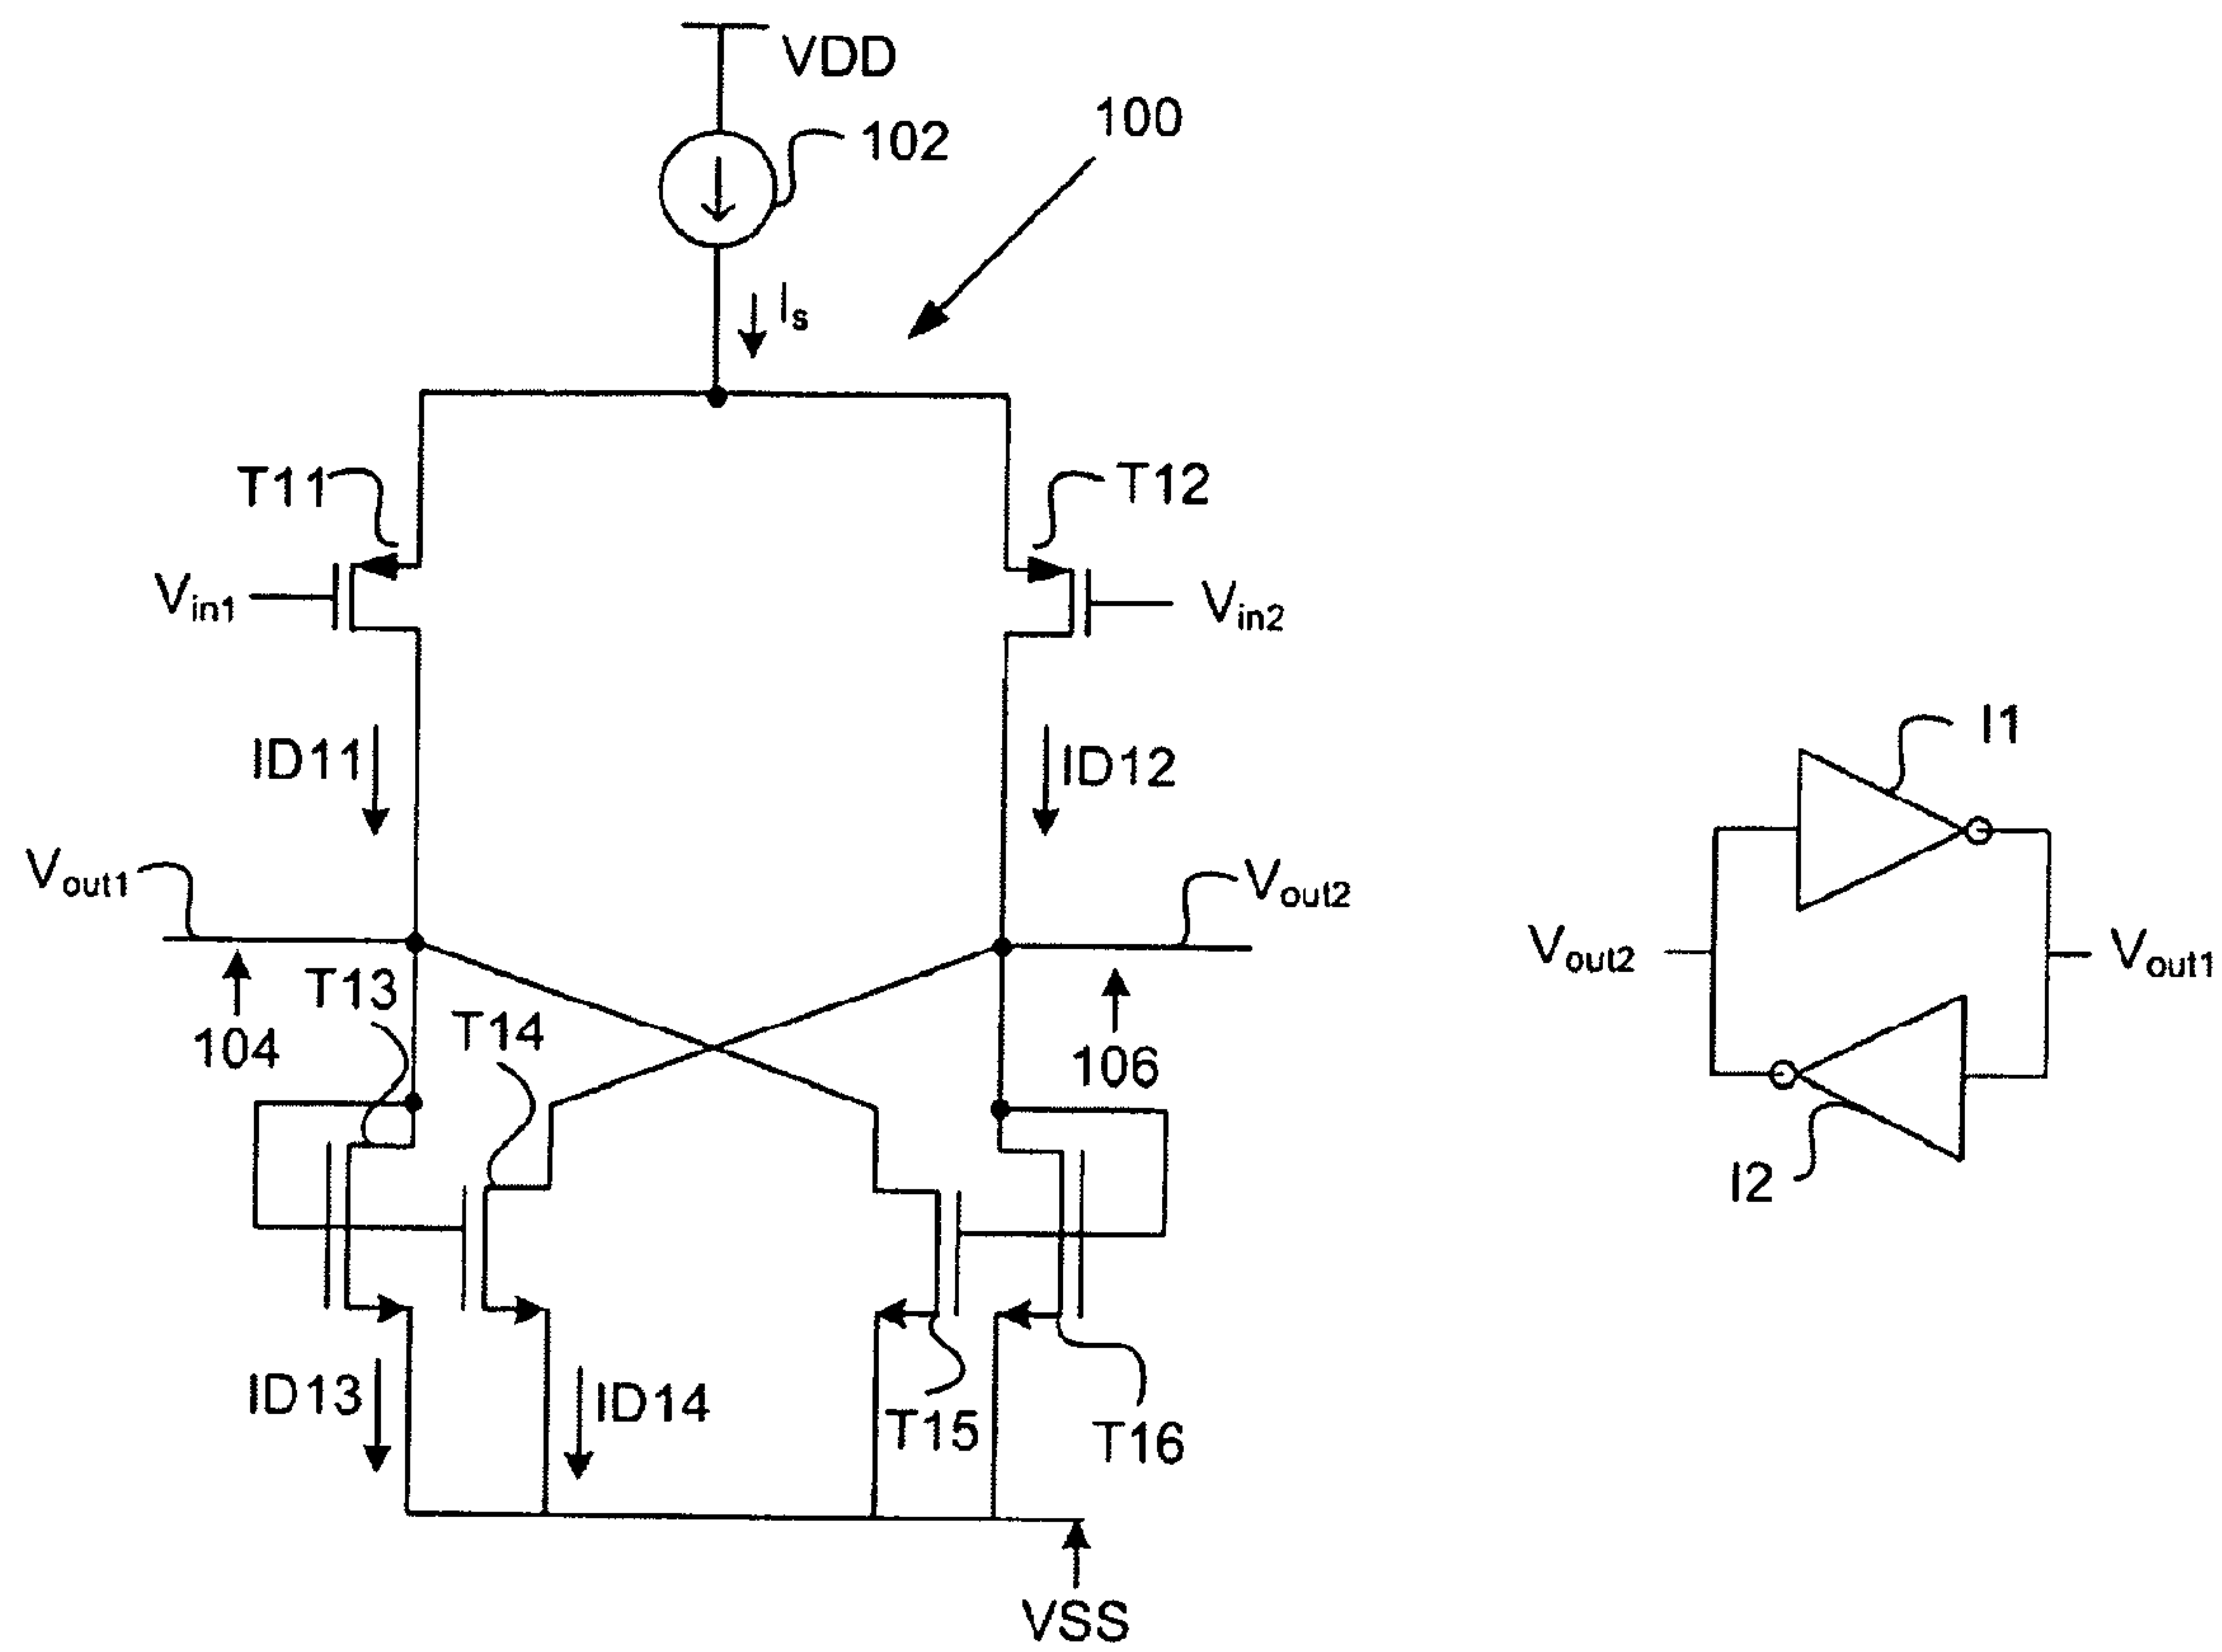 VDD
102
100
Is
T11
T12
Vin1
Vin2
ID11
ID12
I1
Vout1
Vout2
Vout2
Vout1
T13
T14
104
106
I2
ID13
ID14
T15
T16
VSS